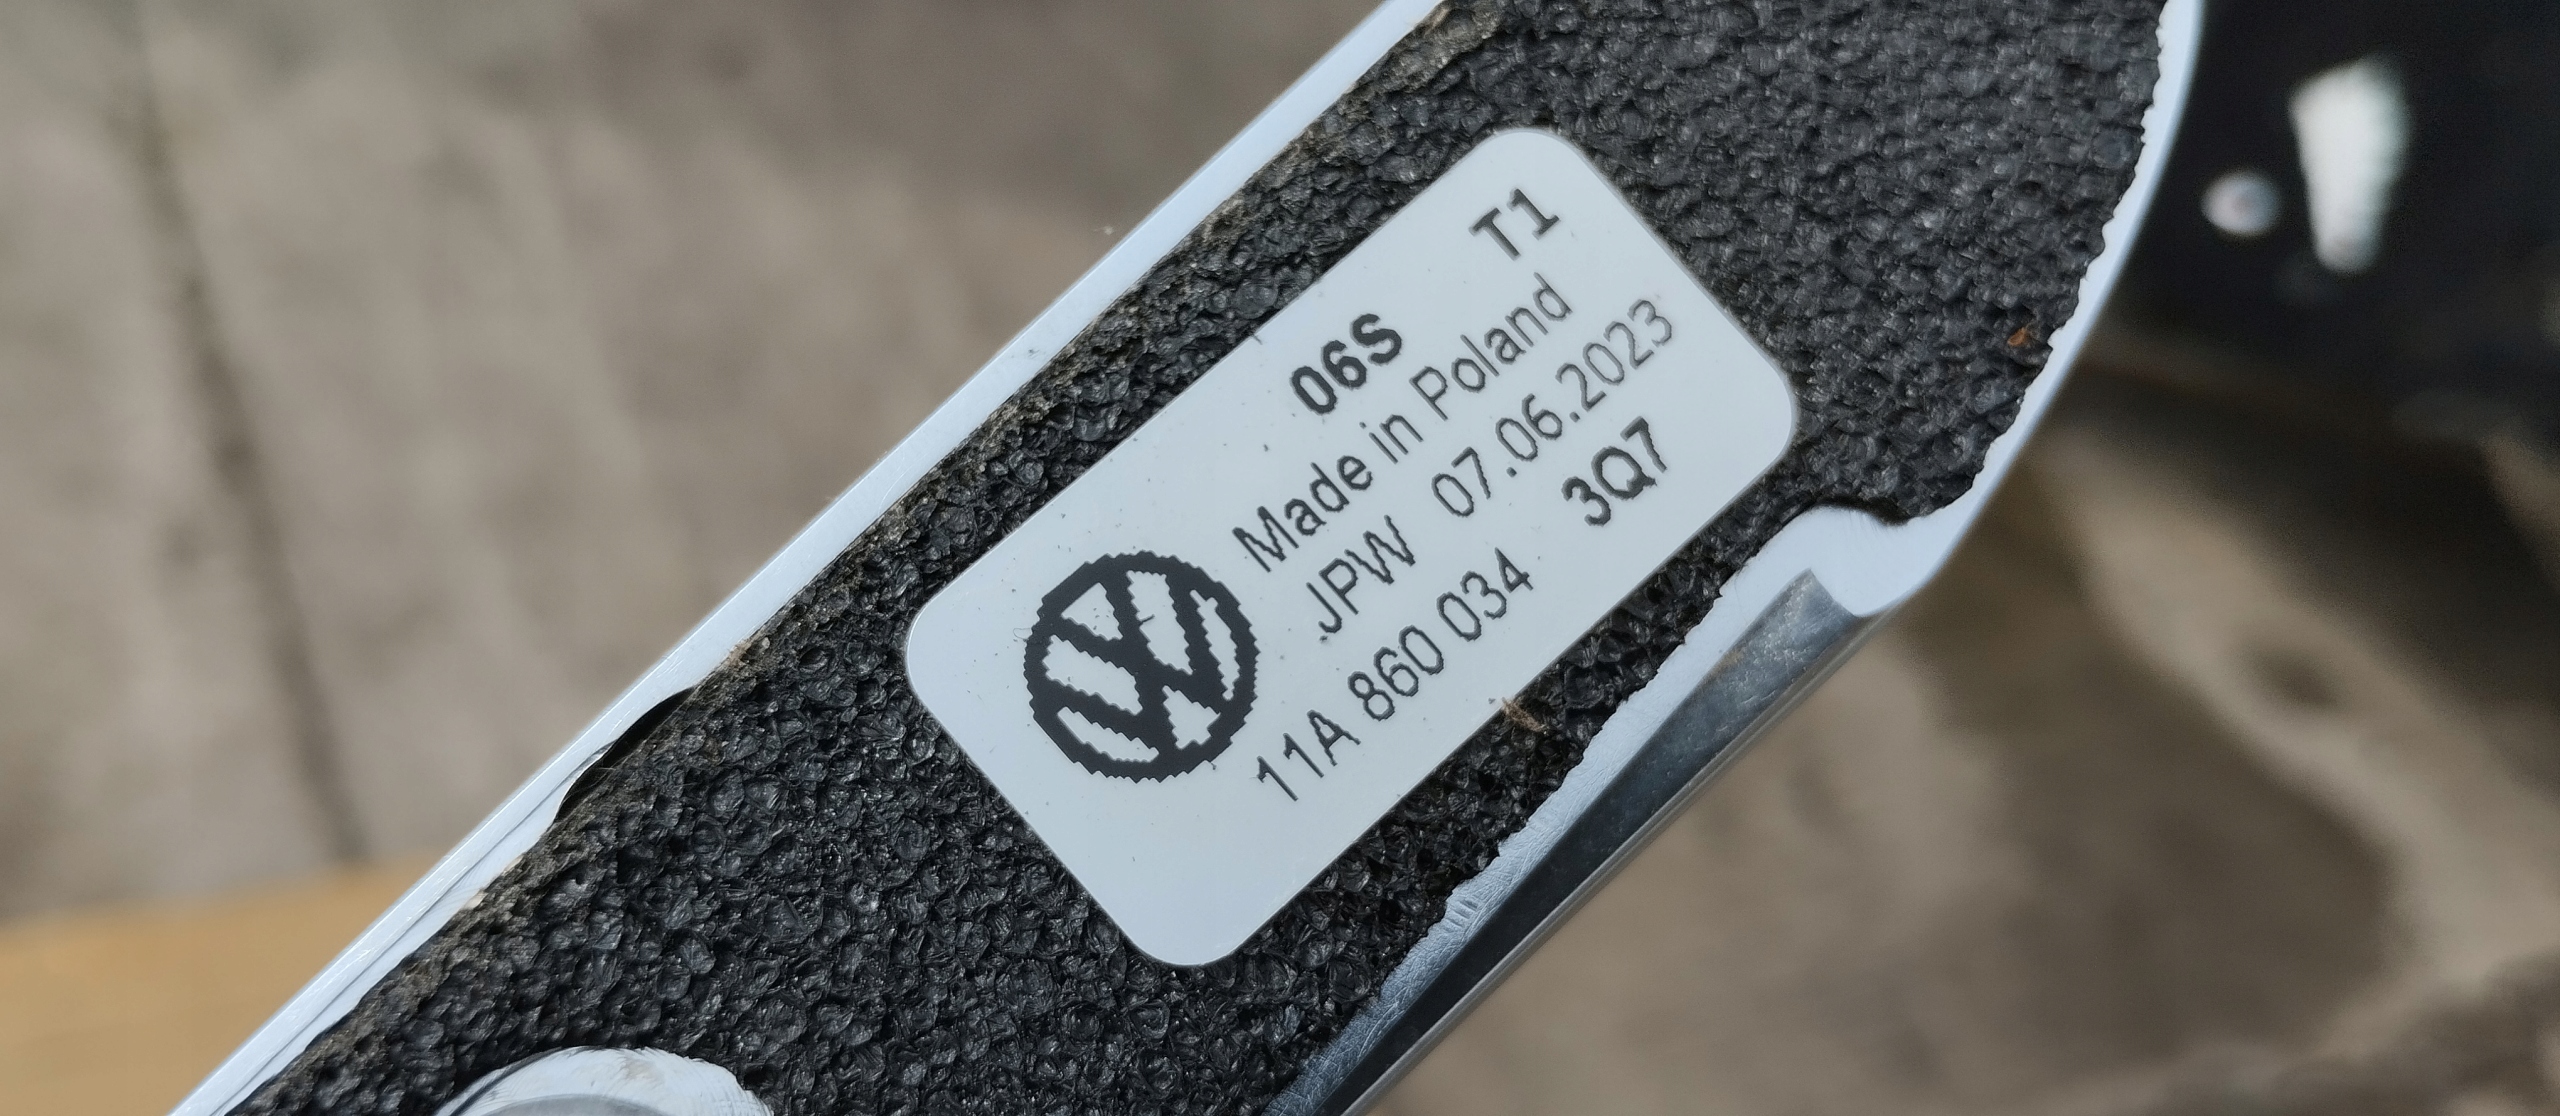 06S T1
Made in Poland
JPW 07.06.2023
11A 860 034 3Q7